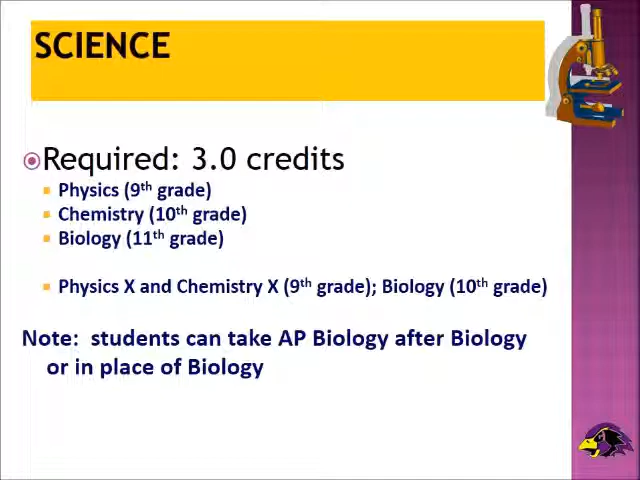 SCIENCE
Required: 3.0 credits
Physics (9th grade)
Chemistry (10th grade)
Biology (11th grade)
Physics X and Chemistry X (9th grade); Biology (10th grade)
Note: students can take AP Biology after Biology
or in place of Biology